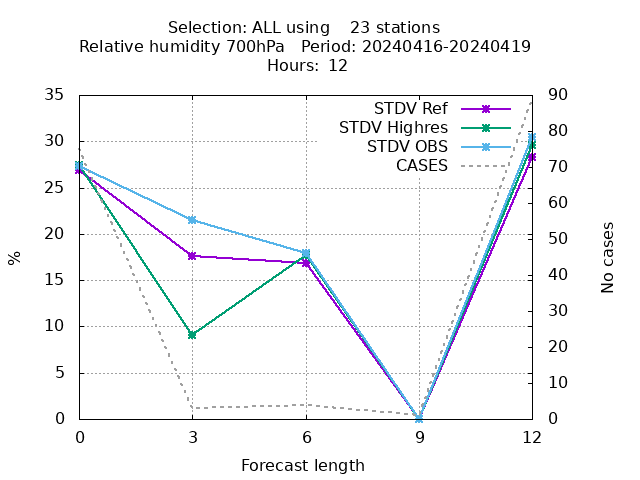 Selection: ALL using    23 stations
Relative humidity 700hPa   Period: 20240416-20240419
Hours: 12
35
30
25
20
15
10
5
0
%
90
80
70
60
50
40
30
20
10
0
No cases
STDV Ref
STDV Highres
STDV OBS
CASES
0 3 6 9 12
Forecast length